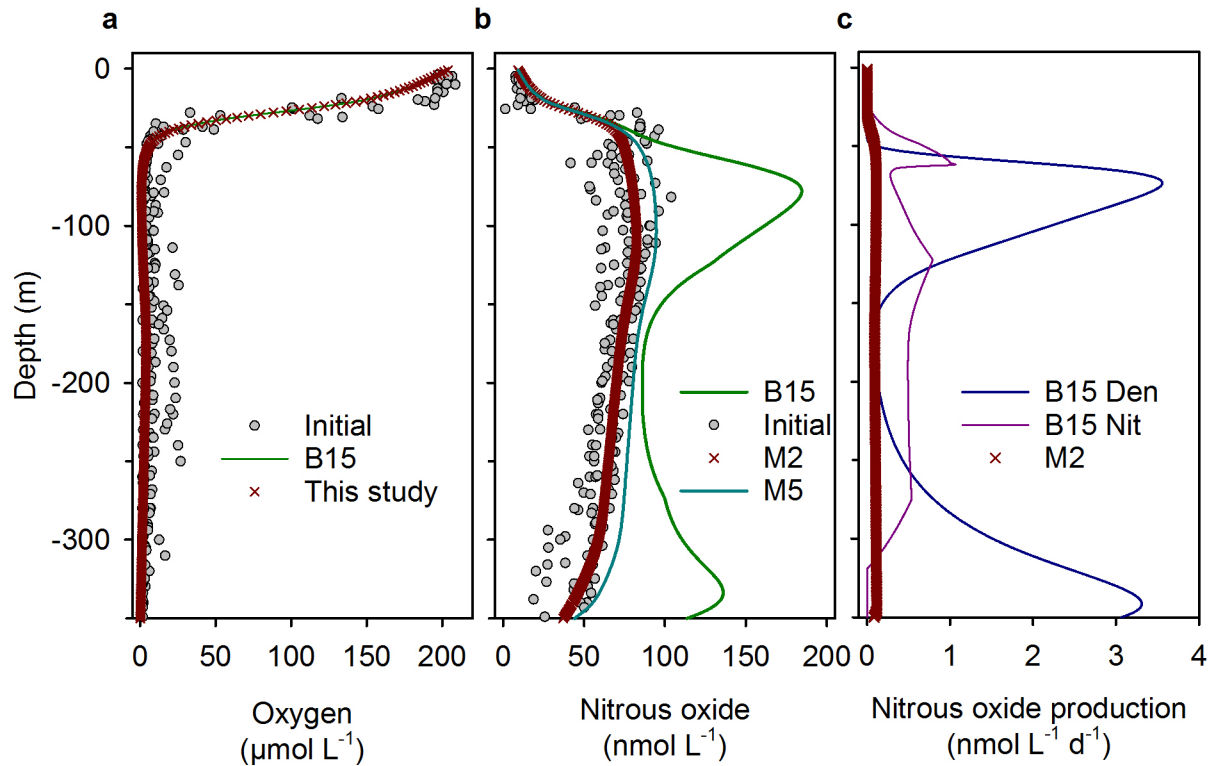 a
b
c
0
-100
-200
-300
Depth (m)
Initial
B15
This study
B15
Initial
M2
M5
B15 Den
B15 Nit
M2
0 50 100 150 200
0 50 100 150 200
0 1 2 3 4
Oxygen
(µmol L⁻¹)
Nitrous oxide
(nmol L⁻¹)
Nitrous oxide production
(nmol L⁻¹ d⁻¹)